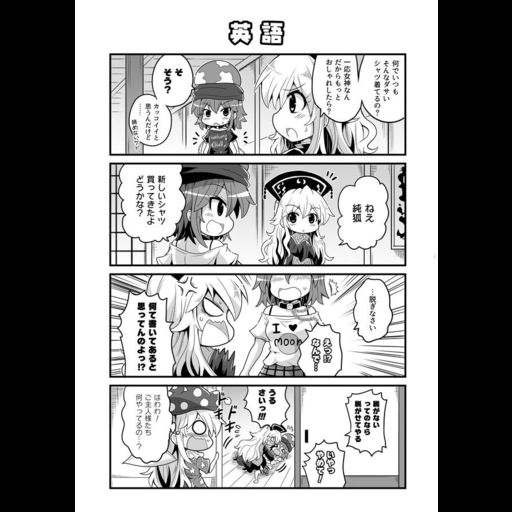 英語
何でいつも
そんなダサい
シャツ着てるの?
一応女神なん
だからもっと
おしゃれしたら?
そ
そう?
カッコイイと
思うんだけど
…
Welcome
Hell
ねえ
純狐
新しいシャツ
買ってきたよ
どうかな?
…脱ぎなさい
えっ!?
なんで…
I ♥
Moon
何て書いてあると
思ってんのよっ!?
脱がない
ってのなら
脱がせてやる
いやっ
やめて!
うる
さいっ!!!
ドキ
ドキ
はわわ!
ご主人様たち
何やってるの…?